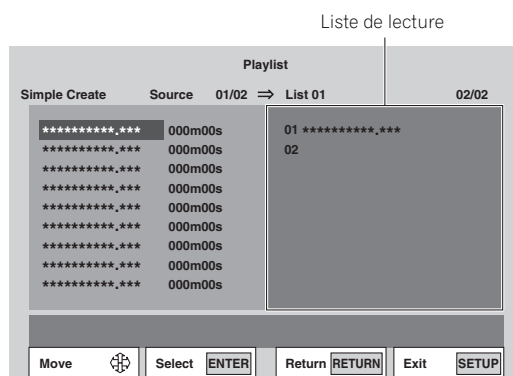 Liste de lecture
Playlist
Simple Create Source 01/02 ⇒ List 01 02/02
**********.*** 000m00s 01 **********.***
**********.*** 000m00s 02
**********.*** 000m00s
**********.*** 000m00s
**********.*** 000m00s
**********.*** 000m00s
**********.*** 000m00s
**********.*** 000m00s
**********.*** 000m00s
Move Select ENTER Return RETURN Exit SETUP